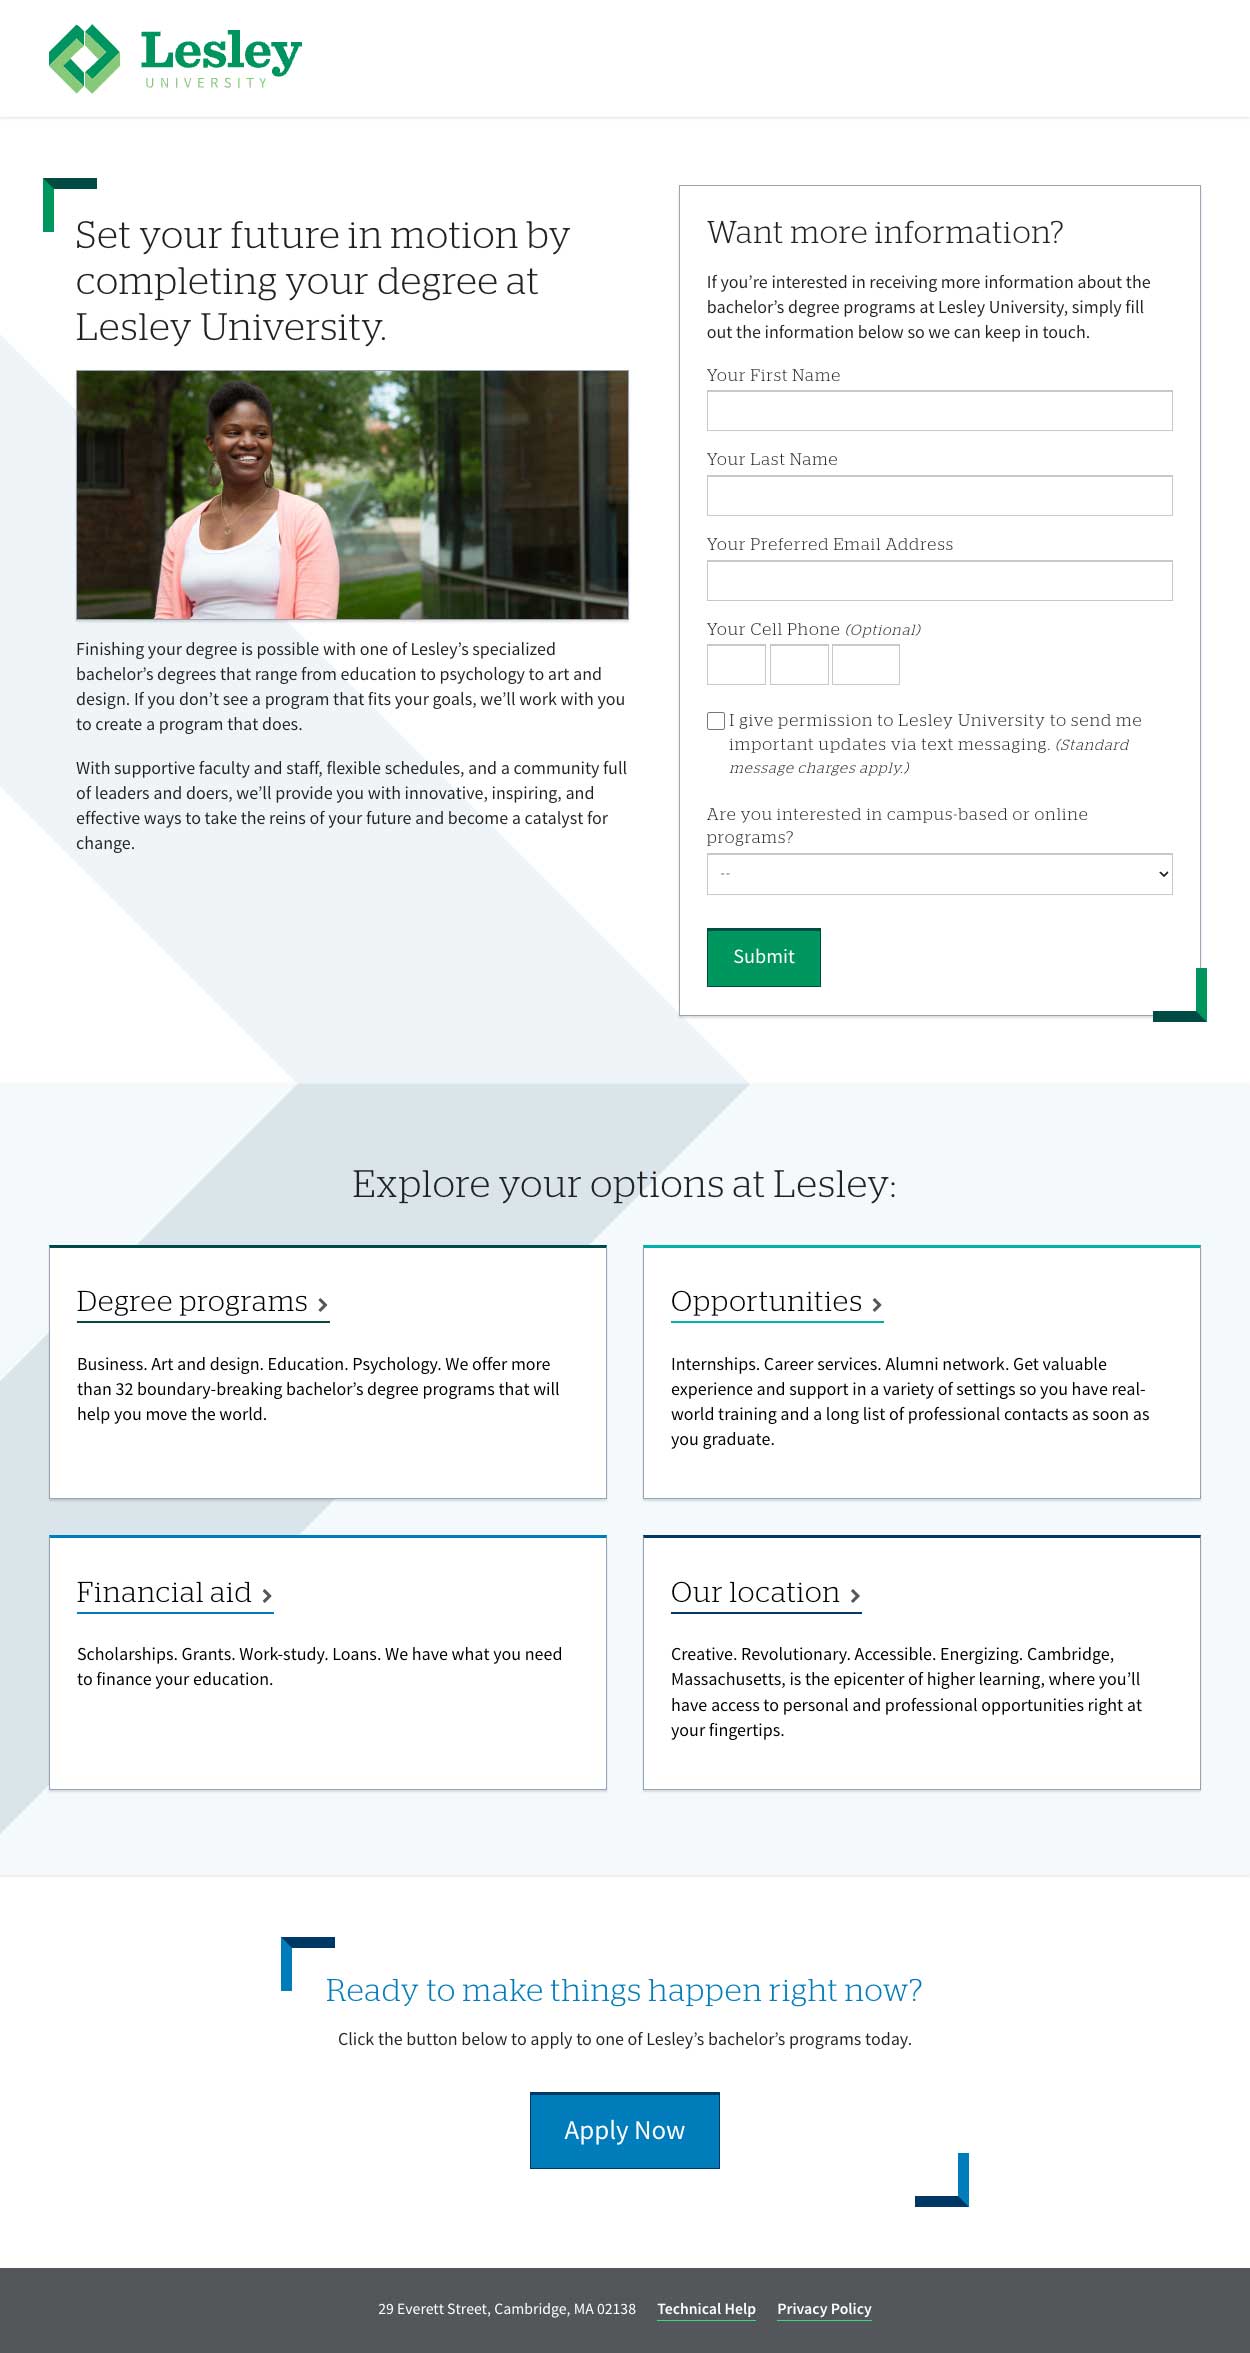 Lesley
UNIVERSITY
Set your future in motion by
completing your degree at
Lesley University.
Finishing your degree is possible with one of Lesley’s specialized
bachelor’s degrees that range from education to psychology to art and
design. If you don’t see a program that fits your goals, we’ll work with you
to create a program that does.
With supportive faculty and staff, flexible schedules, and a community full
of leaders and doers, we’ll provide you with innovative, inspiring, and
effective ways to take the reins of your future and become a catalyst for
change.
Want more information?
If you’re interested in receiving more information about the
bachelor’s degree programs at Lesley University, simply fill
out the information below so we can keep in touch.
Your First Name
Your Last Name
Your Preferred Email Address
Your Cell Phone (Optional)
I give permission to Lesley University to send me
important updates via text messaging. (Standard
message charges apply.)
Are you interested in campus-based or online
programs?
--
Submit
Explore your options at Lesley:
Degree programs
Business. Art and design. Education. Psychology. We offer more
than 32 boundary-breaking bachelor’s degree programs that will
help you move the world.
Opportunities
Internships. Career services. Alumni network. Get valuable
experience and support in a variety of settings so you have real-
world training and a long list of professional contacts as soon as
you graduate.
Financial aid
Scholarships. Grants. Work-study. Loans. We have what you need
to finance your education.
Our location
Creative. Revolutionary. Accessible. Energizing. Cambridge,
Massachusetts, is the epicenter of higher learning, where you’ll
have access to personal and professional opportunities right at
your fingertips.
Ready to make things happen right now?
Click the button below to apply to one of Lesley’s bachelor’s programs today.
Apply Now
29 Everett Street, Cambridge, MA 02138 Technical Help Privacy Policy